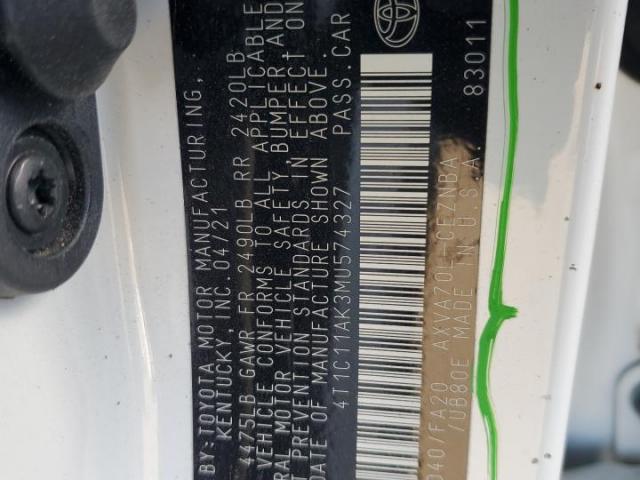 BY:TOYOTA MOTOR MANUFACTURING,
KENTUCKY, INC. 04/21
4475LB GAWR FR 2490LB RR 2420LB
VEHICLE CONFORMS TO ALL APPLICABLE
RAL MOTOR VEHICLE SAFETY, BUMPER AND
T PREVENTION STANDARDS IN EFFECT ON
DATE OF MANUFACTURE SHOWN ABOVE.
4T1C11AK3MU574327 PASS.CAR
040/FA20 AXVA70L-CEZNBA
/UB80E MADE IN U.S.A. 83011